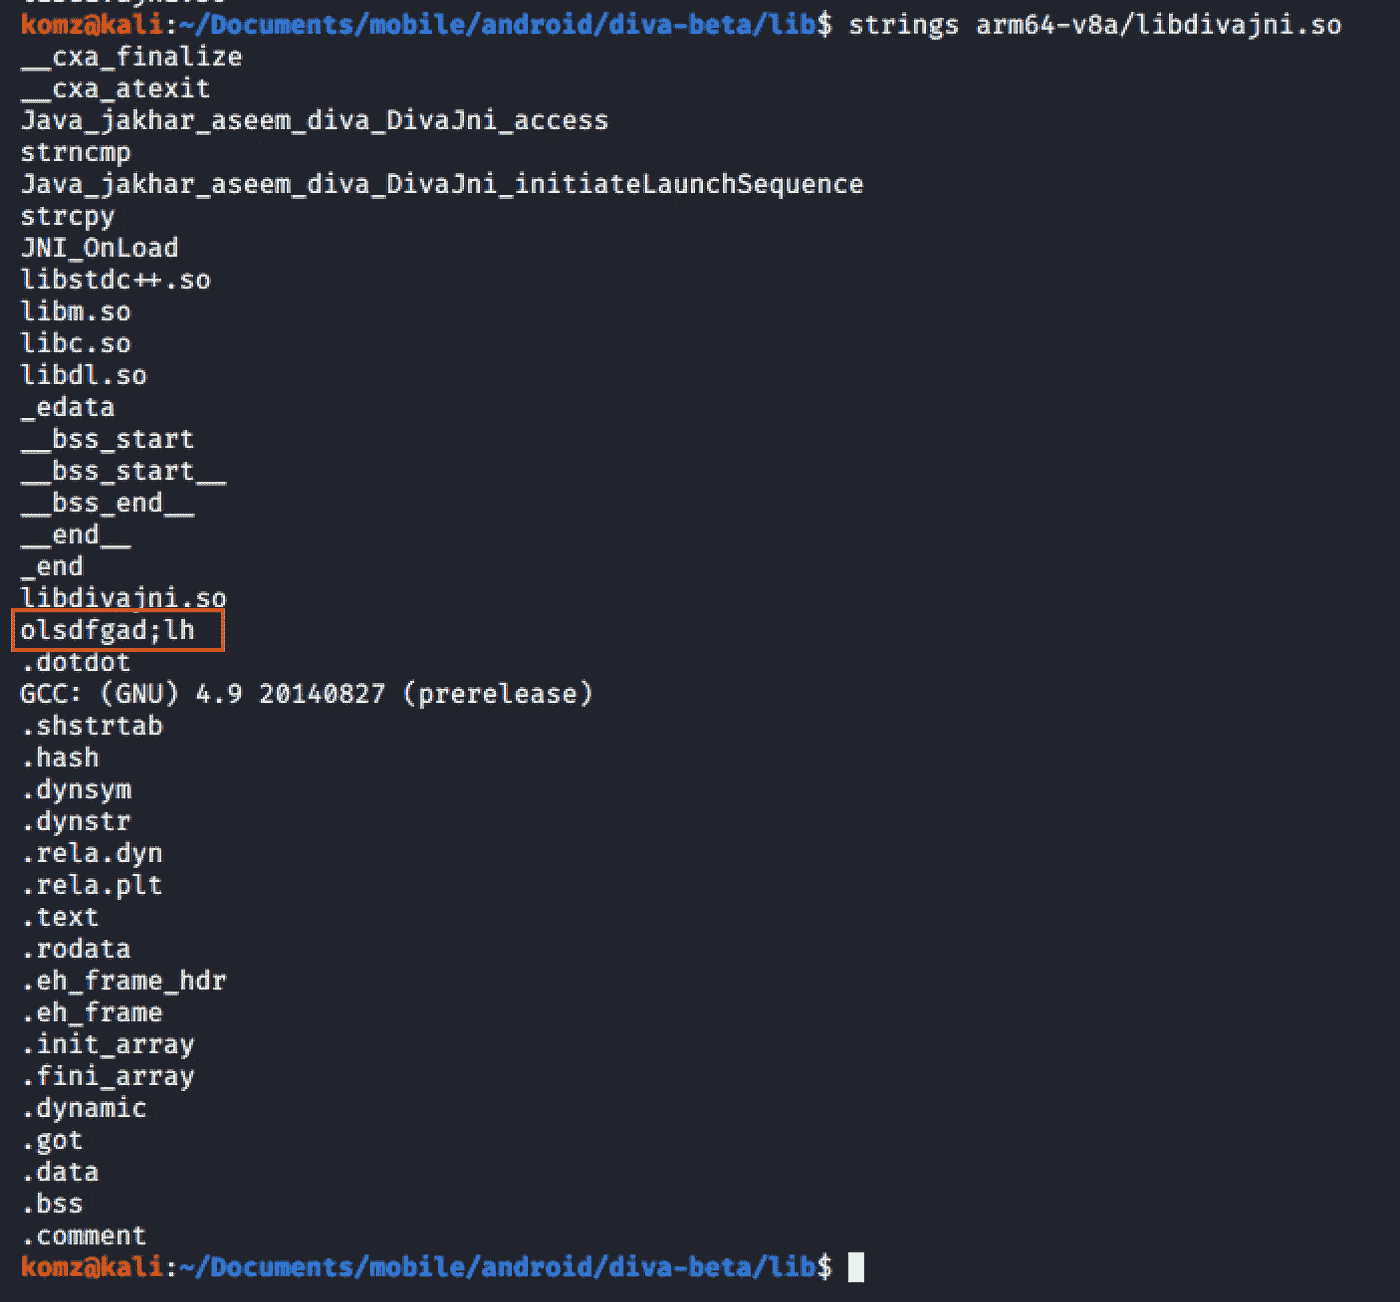 komz@kali:~/Documents/mobile/android/diva-beta/lib$ strings arm64-v8a/libdivajni.so
__cxa_finalize
__cxa_atexit
Java_jakhar_aseem_diva_DivaJni_access
strncmp
Java_jakhar_aseem_diva_DivaJni_initiateLaunchSequence
strcpy
JNI_OnLoad
libstdc++.so
libm.so
libc.so
libdl.so
_edata
__bss_start
__bss_start__
__bss_end__
__end__
_end
libdivajni.so
olsdfgad;lh
.dotdot
GCC: (GNU) 4.9 20140827 (prerelease)
.shstrtab
.hash
.dynsym
.dynstr
.rela.dyn
.rela.plt
.text
.rodata
.eh_frame_hdr
.eh_frame
.init_array
.fini_array
.dynamic
.got
.data
.bss
.comment
komz@kali:~/Documents/mobile/android/diva-beta/lib$